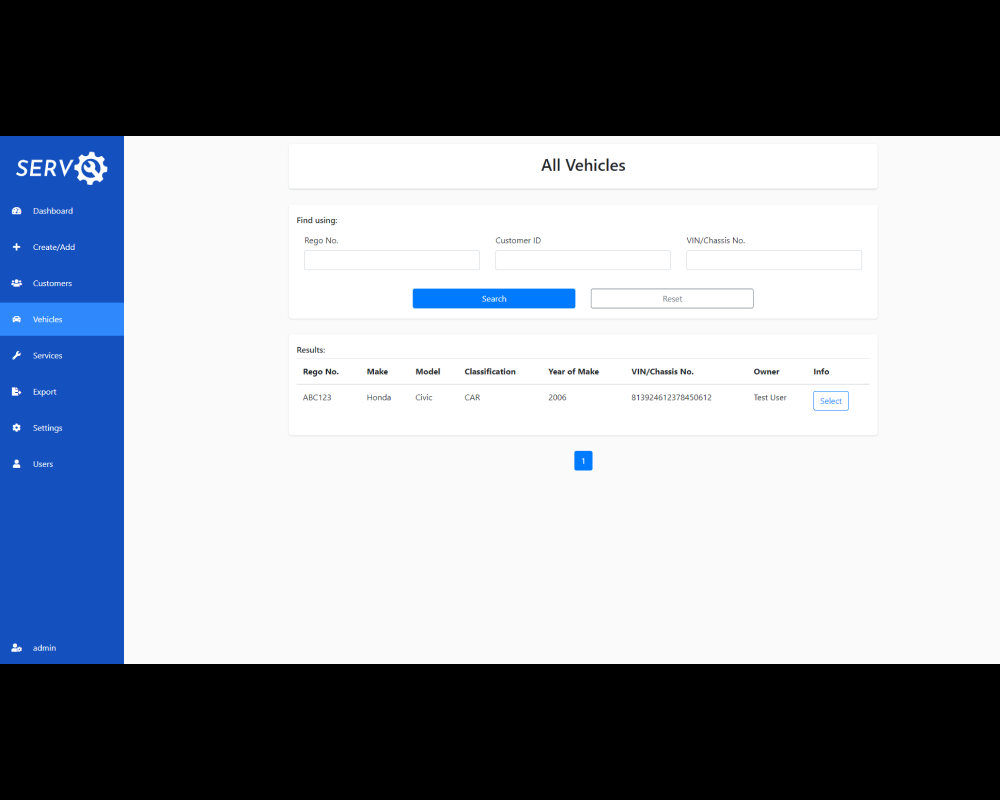 SERV
Dashboard
Create/Add
Customers
Vehicles
Services
Export
Settings
Users
admin
All Vehicles
Find using:
Rego No. Customer ID VIN/Chassis No.
Search Reset
Results:
Rego No. Make Model Classification Year of Make VIN/Chassis No. Owner Info
ABC123 Honda Civic CAR 2006 813924612378450612 Test User Select
1